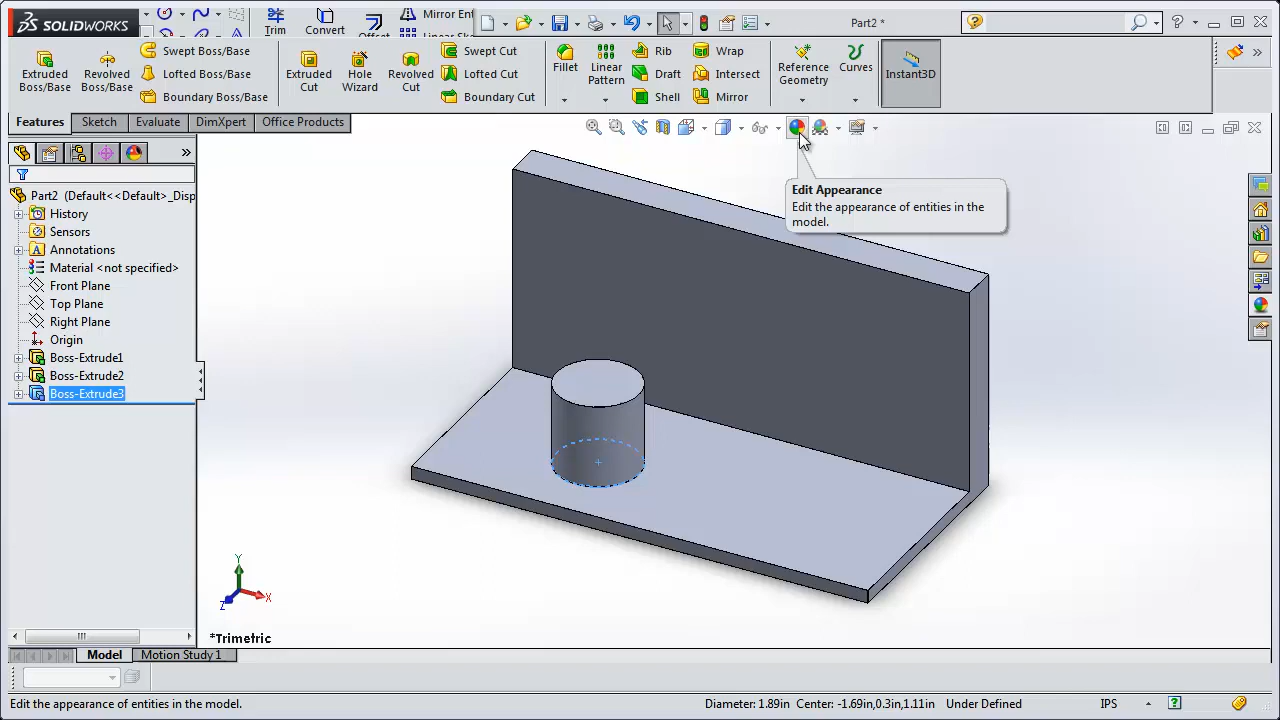 SOLIDWORKS
Trim
Convert
Offset
Mirror Ent
Part2 *
Extruded
Boss/Base
Revolved
Boss/Base
Swept Boss/Base
Lofted Boss/Base
Boundary Boss/Base
Extruded
Cut
Hole
Wizard
Revolved
Cut
Swept Cut
Lofted Cut
Boundary Cut
Fillet
Linear
Pattern
Rib
Draft
Shell
Wrap
Intersect
Mirror
Reference
Geometry
Curves
Instant3D
Features
Sketch
Evaluate
DimXpert
Office Products
Edit Appearance
Edit the appearance of entities in the
model.
Part2 (Default<<Default>_Disp
History
Sensors
Annotations
Material <not specified>
Front Plane
Top Plane
Right Plane
Origin
Boss-Extrude1
Boss-Extrude2
Boss-Extrude3
Y
X
Z
*Trimetric
Model
Motion Study 1
Edit the appearance of entities in the model.
Diameter: 1.89in Center: -1.69in,0.3in,1.11in
Under Defined
IPS